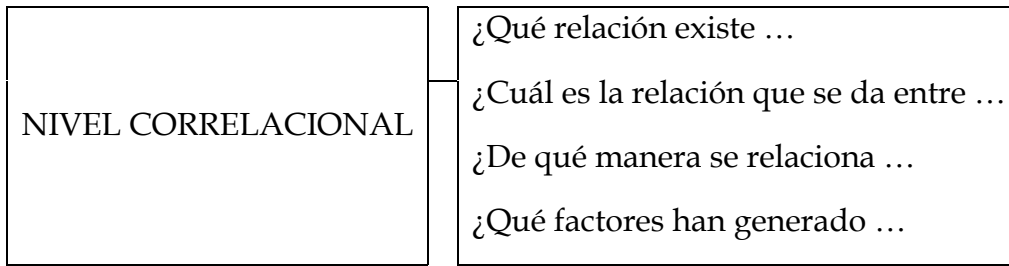 NIVEL CORRELACIONAL
¿Qué relación existe …
¿Cuál es la relación que se da entre …
¿De qué manera se relaciona …
¿Qué factores han generado …